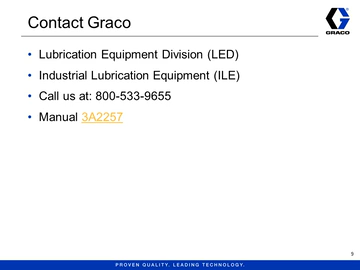 Contact Graco
GRACO
• Lubrication Equipment Division (LED)
• Industrial Lubrication Equipment (ILE)
• Call us at: 800-533-9655
• Manual 3A2257
9
PROVEN QUALITY. LEADING TECHNOLOGY.